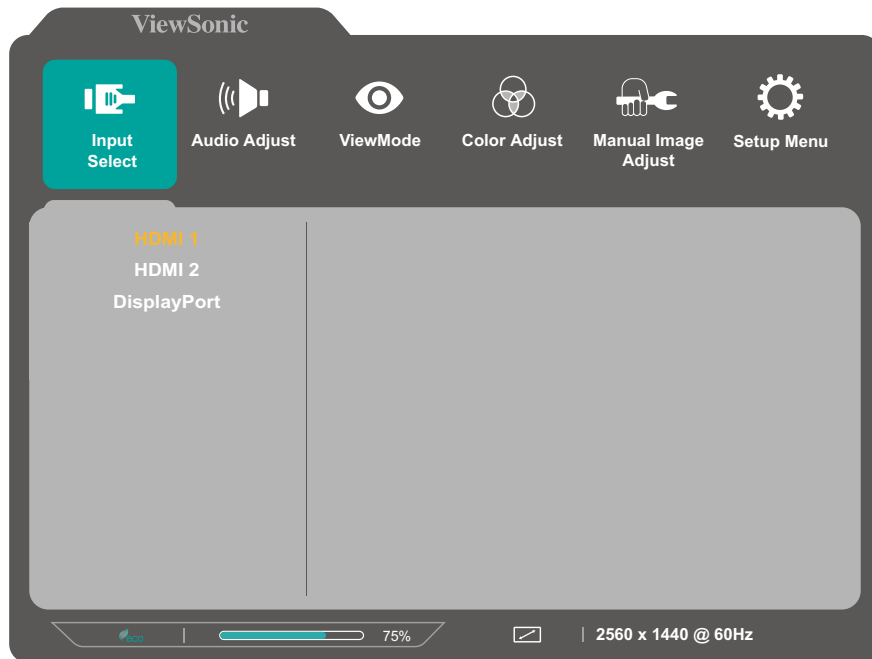 ViewSonic
Input
Select
Audio Adjust
ViewMode
Color Adjust
Manual Image
Adjust
Setup Menu
HDMI 1
HDMI 2
DisplayPort
eco
75%
2560 x 1440 @ 60Hz